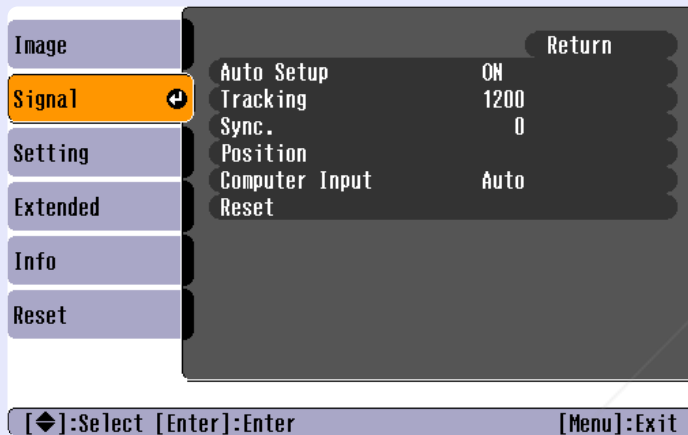 Image
Signal
Setting
Extended
Info
Reset
Return
Auto Setup ON
Tracking 1200
Sync. 0
Position
Computer Input Auto
Reset
[◆]:Select [Enter]:Enter [Menu]:Exit